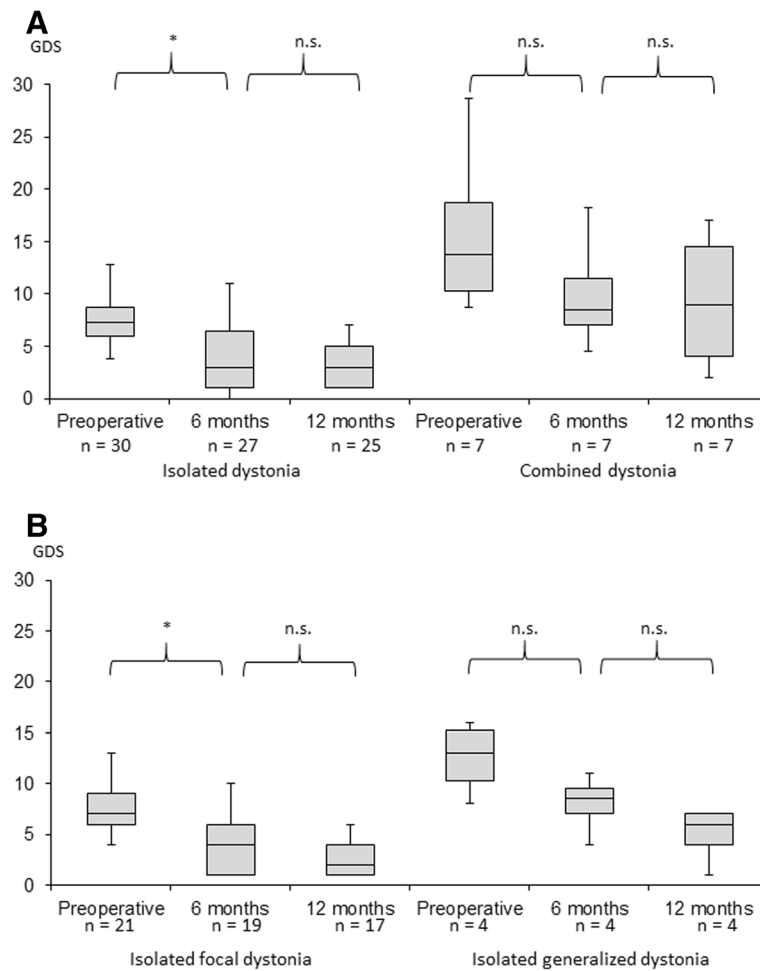 A
GDS
* n.s. n.s. n.s.
30
25
20
15
10
5
0
Preoperative 6 months 12 months Preoperative 6 months 12 months
n = 30 n = 27 n = 25 n = 7 n = 7 n = 7
Isolated dystonia Combined dystonia
B
GDS
30
25
* n.s. n.s. n.s.
20
15
10
5
0
Preoperative 6 months 12 months Preoperative 6 months 12 months
n = 21 n = 19 n = 17 n = 4 n = 4 n = 4
Isolated focal dystonia Isolated generalized dystonia